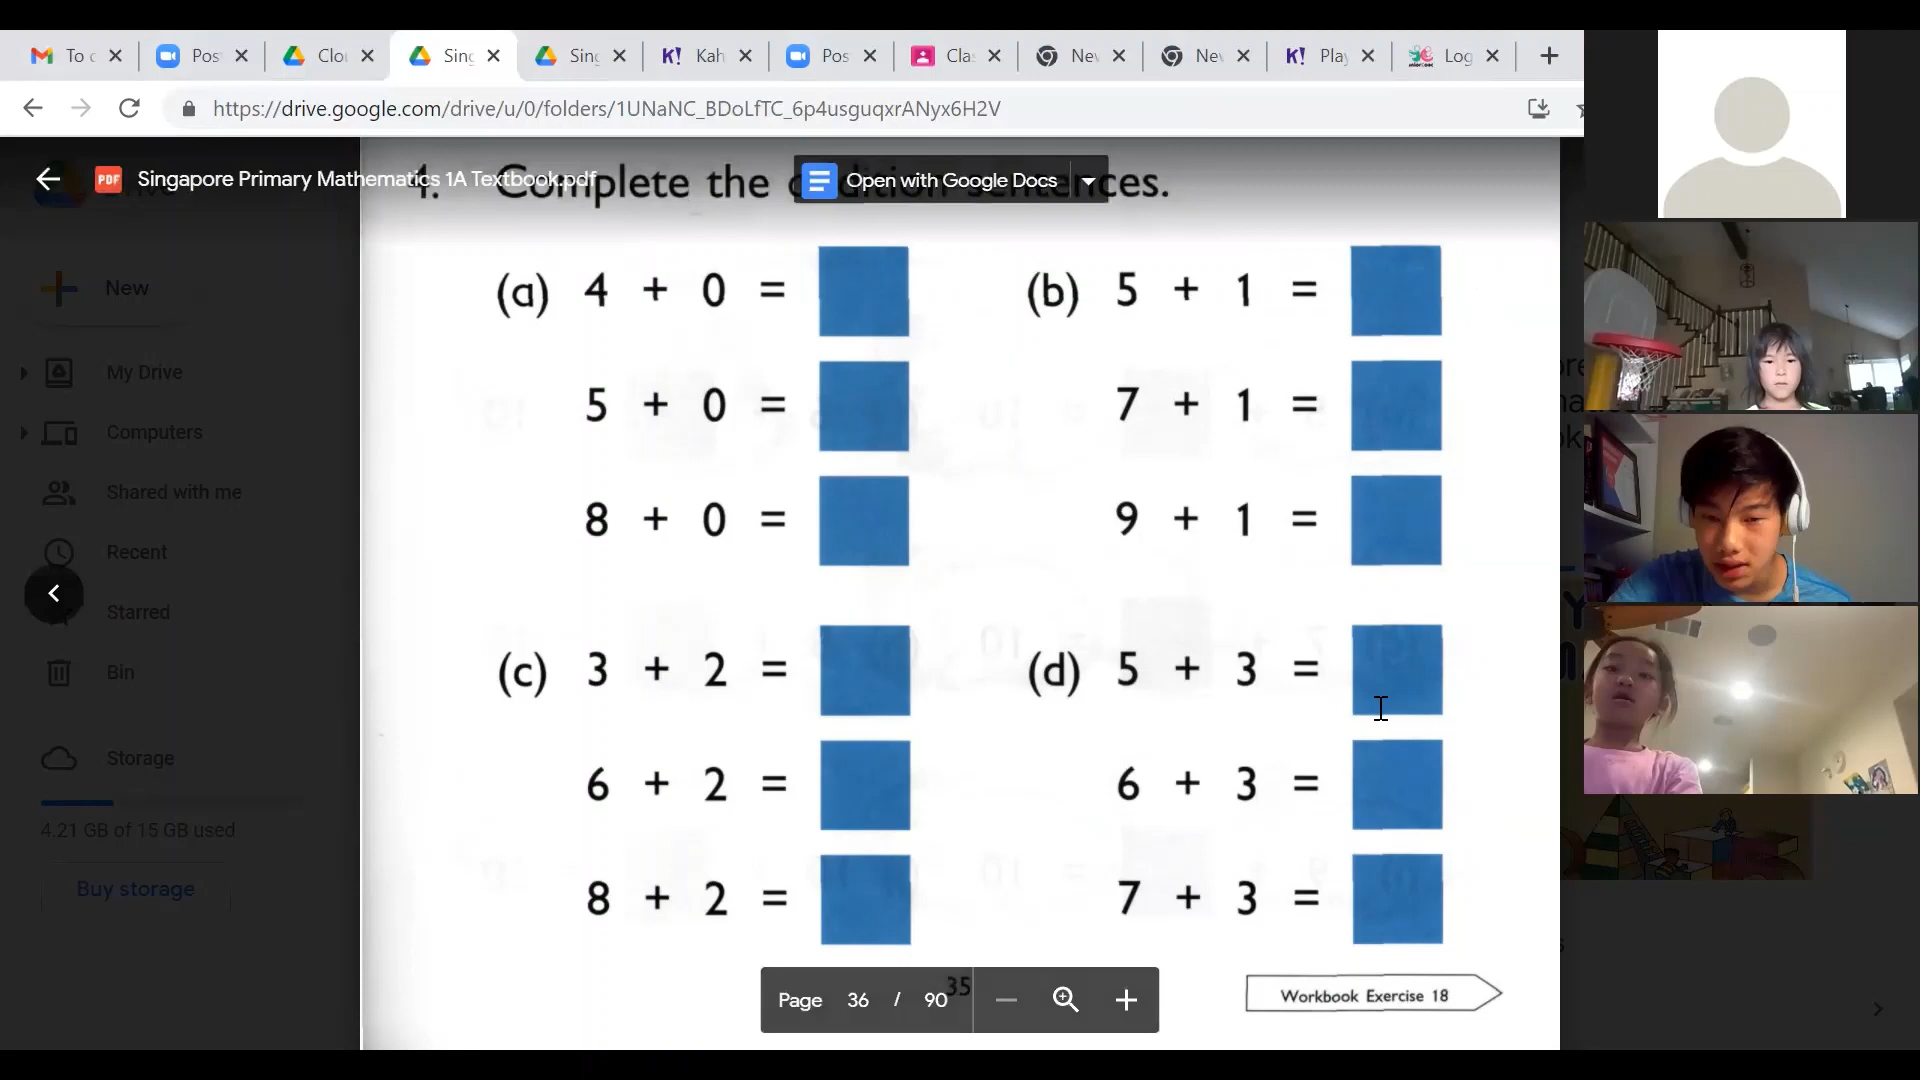 To c Pos Clo Sing Sing K! Kah Pos Cla Nev Nev K! Play Log
https://drive.google.com/drive/u/0/folders/1UNaNC_BDoLfTC_6p4usguqxrANyx6H2V
PDF Singapore Primary Mathematics 1A Textbook.pdf Open with Google Docs
4. Complete the addition sentences.
New
My Drive
Computers
Shared with me
Recent
Starred
Bin
Storage
4.21 GB of 15 GB used
Buy storage
(a) 4 + 0 = (b) 5 + 1 =
5 + 0 = 7 + 1 =
8 + 0 = 9 + 1 =
(c) 3 + 2 = (d) 5 + 3 =
6 + 2 = 6 + 3 =
8 + 2 = 7 + 3 =
35
Page 36 / 90
Workbook Exercise 18